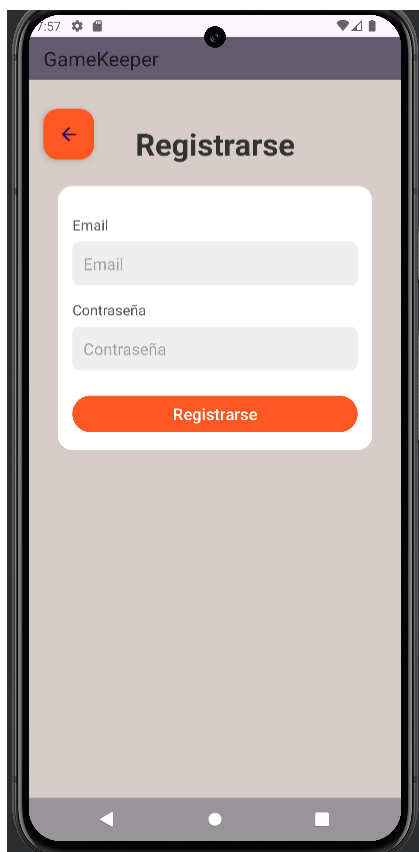 7:57
GameKeeper
Registrarse
Email
Email
Contraseña
Contraseña
Registrarse